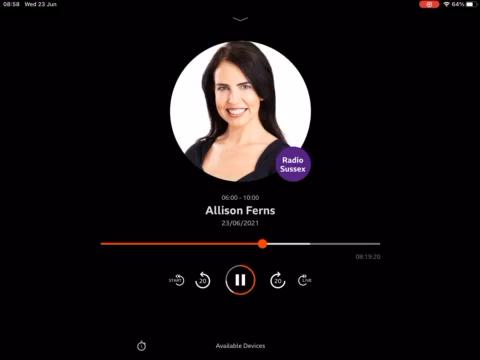 08:58 Wed 23 Jun
64%
Radio
Sussex
06:00 - 10:00
Allison Ferns
23/06/2021
08:19:20
START
20
20
LIVE
Available Devices